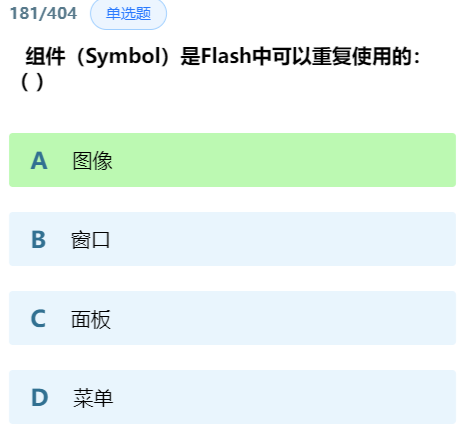 181/404 单选题
组件（Symbol）是Flash中可以重复使用的：
( )
A 图像
B 窗口
C 面板
D 菜单